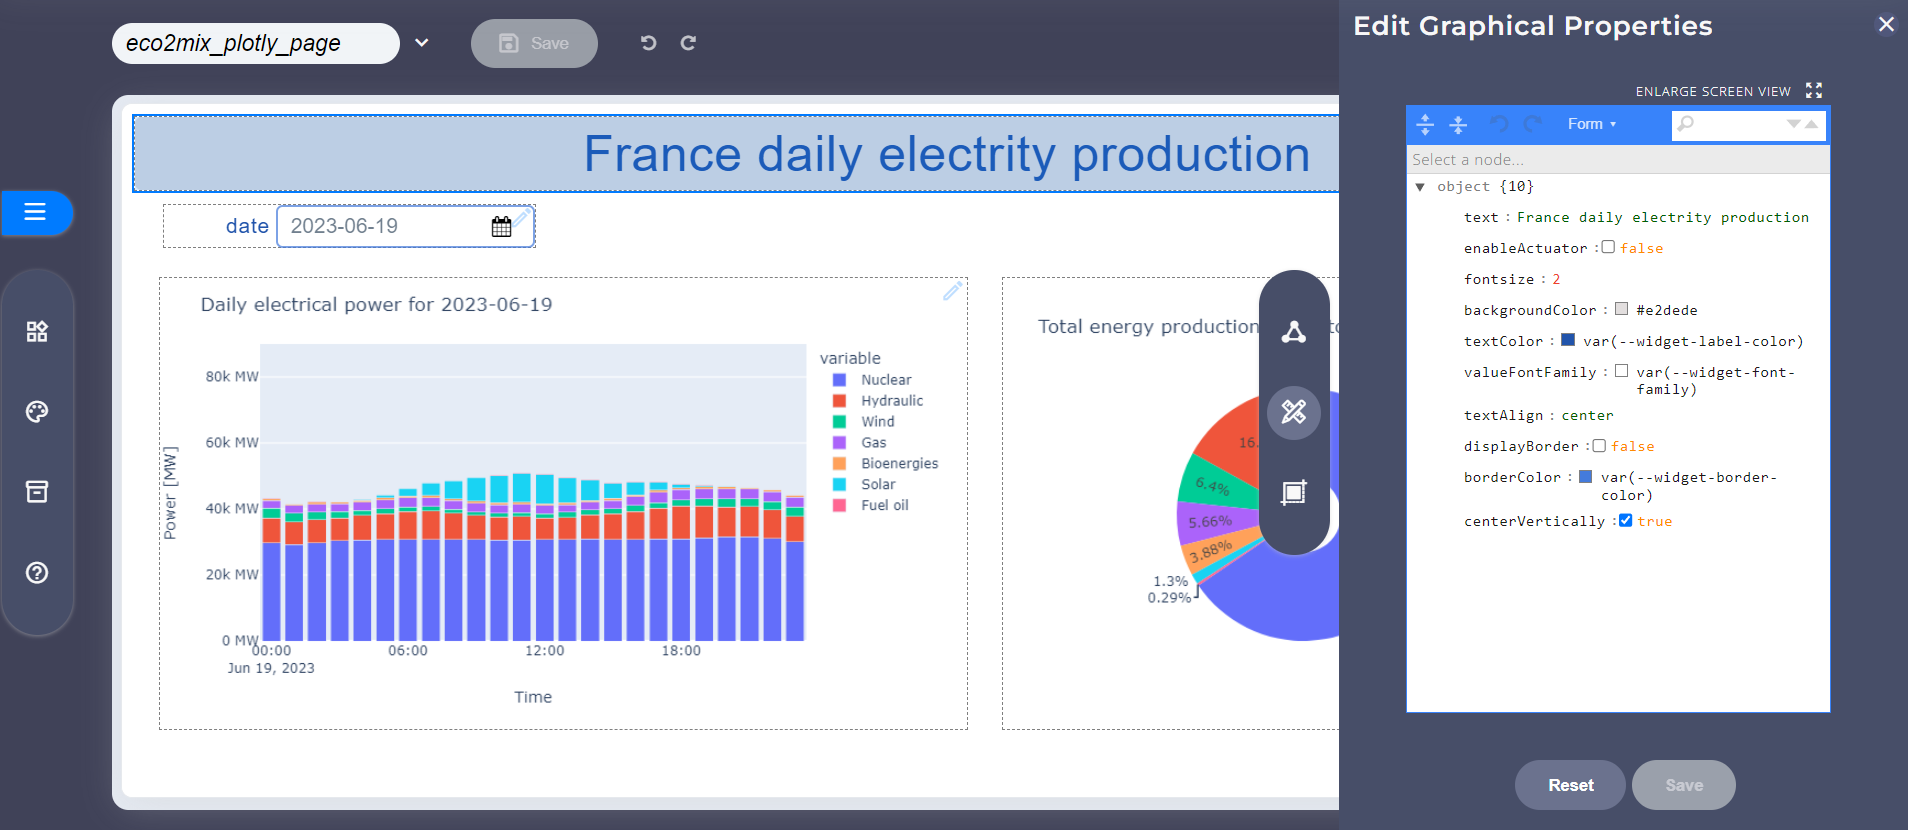 eco2mix_plotly_page
Save
Edit Graphical Properties
ENLARGE SCREEN VIEW
Form
Select a node...
object {10}
text : France daily electrity production
enableActuator : false
fontsize : 2
backgroundColor : #e2dede
textColor : var(--widget-label-color)
valueFontFamily : var(--widget-font-
family)
textAlign : center
displayBorder : false
borderColor : var(--widget-border-
color)
centerVertically : true
Reset
Save
France daily electrity production
date 2023-06-19
Daily electrical power for 2023-06-19
Power [MW]
80k MW
60k MW
40k MW
20k MW
0 MW
00:00
06:00
12:00
18:00
Jun 19, 2023
Time
variable
Nuclear
Hydraulic
Wind
Gas
Bioenergies
Solar
Fuel oil
Total energy production
16.
6.4%
5.66%
3.88%
1.3%
0.29%